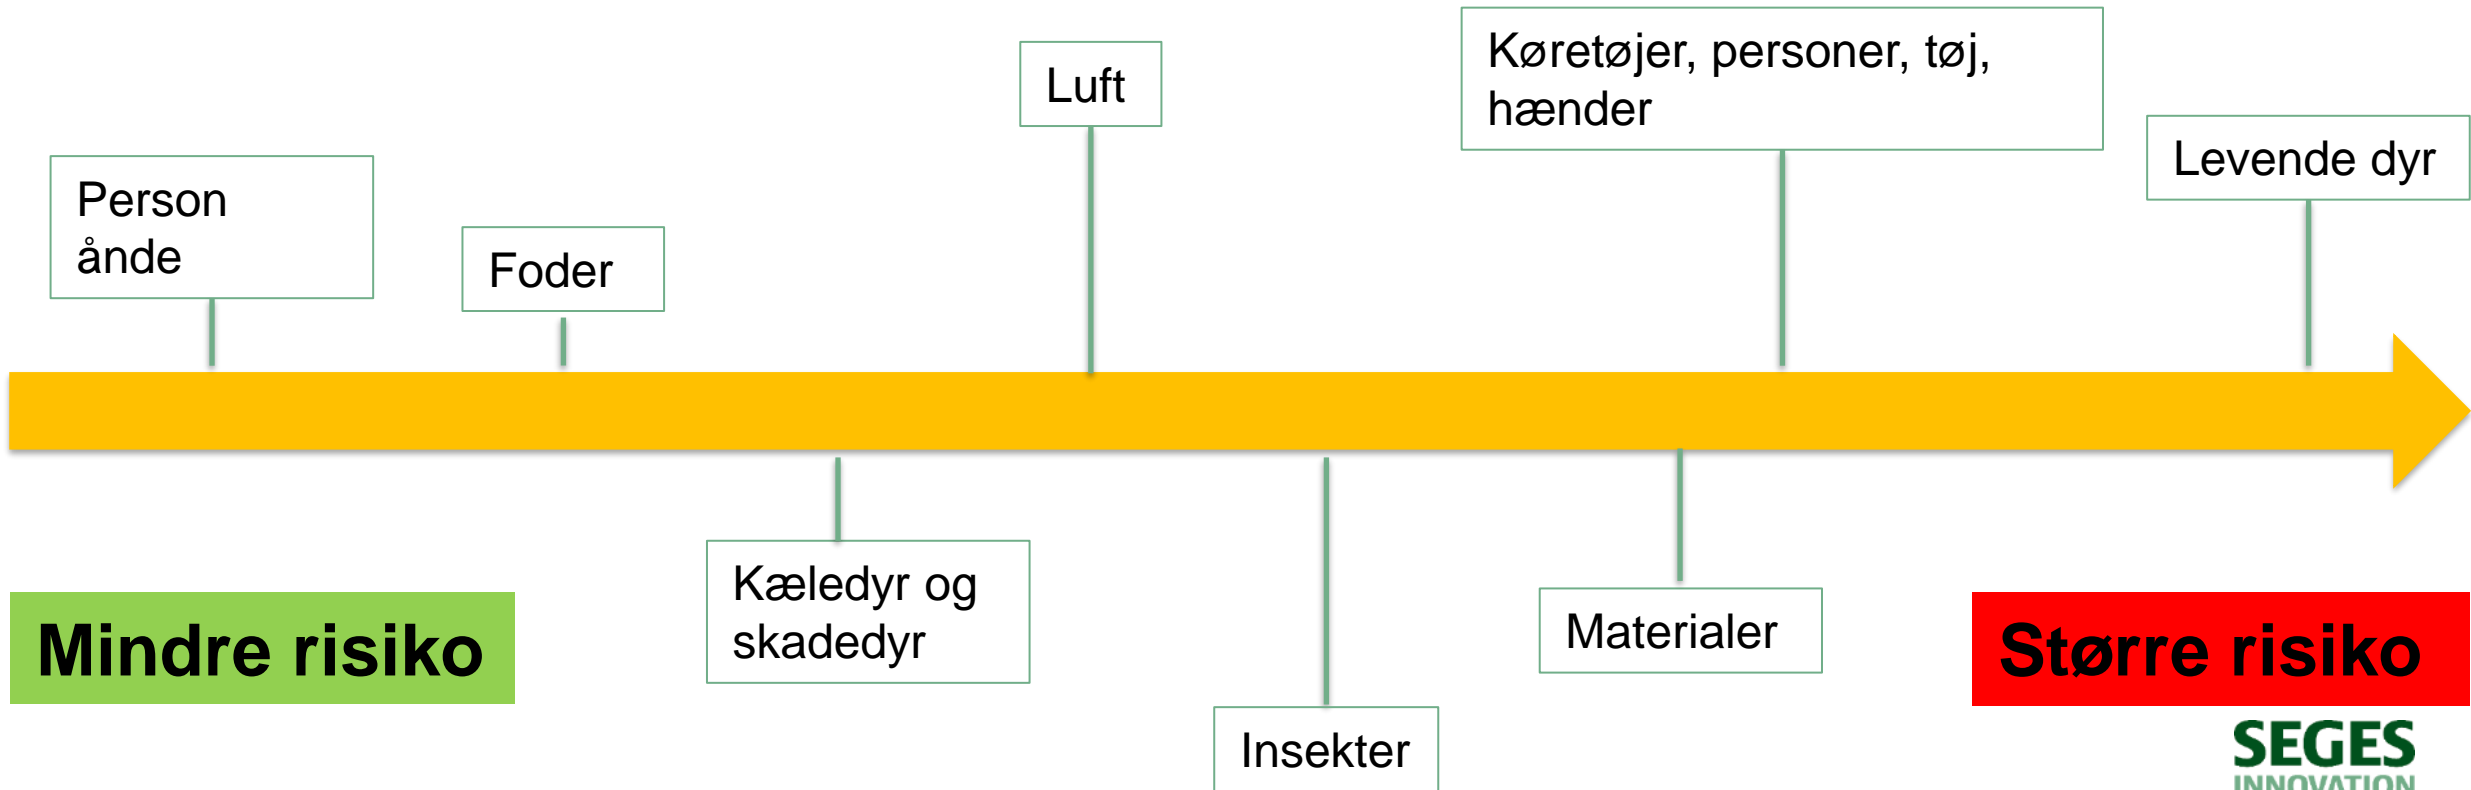 Luft
Køretøjer, personer, tøj,
hænder
Levende dyr
Person
ånde
Foder
Kæledyr og
skadedyr
Materialer
Insekter
Mindre risiko
Større risiko
SEGES
INNOVATION